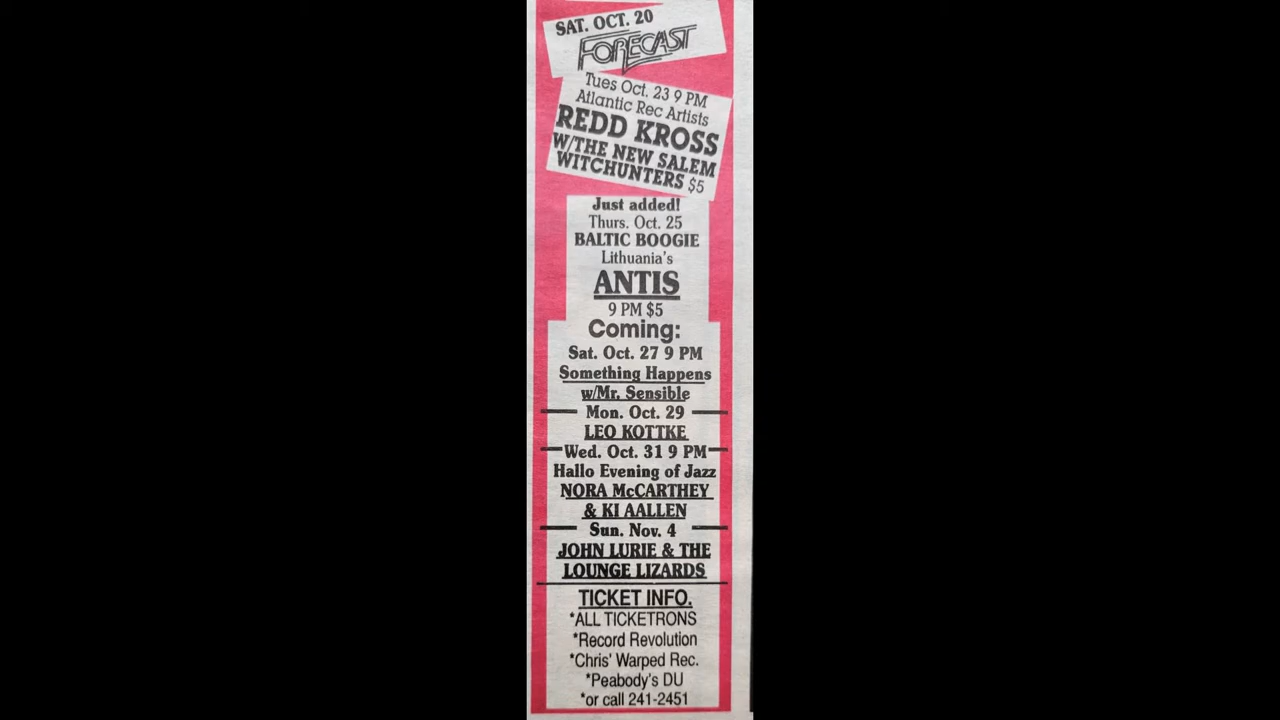 SAT. OCT. 20
FORECAST
Tues Oct. 23 9 PM
Atlantic Rec Artists
REDD KROSS
W/THE NEW SALEM
WITCHUNTERS $5
Just added!
Thurs. Oct. 25
BALTIC BOOGIE
Lithuania's
ANTIS
9 PM $5
Coming:
Sat. Oct. 27 9 PM
Something Happens
w/Mr. Sensible
Mon. Oct. 29
LEO KOTTKE
Wed. Oct. 31 9 PM
Hallo Evening of Jazz
NORA McCARTHEY
& KI AALLEN
Sun. Nov. 4
JOHN LURIE & THE
LOUNGE LIZARDS
TICKET INFO.
*ALL TICKETRONS
*Record Revolution
*Chris' Warped Rec.
*Peabody's DU
*or call 241-2451